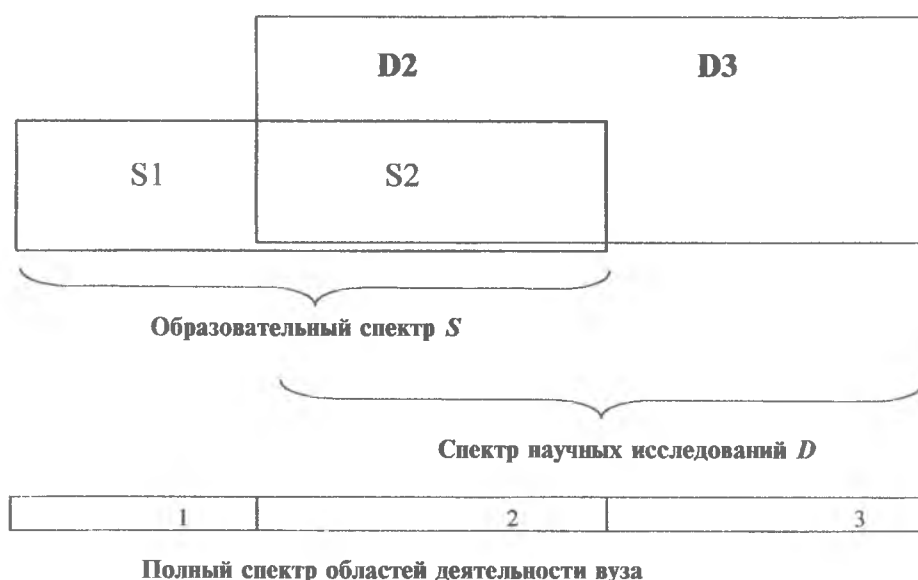 D2 D3
S1 S2
Образовательный спектр S
Спектр научных исследований D
1 2 3
Полный спектр областей деятельности вуза